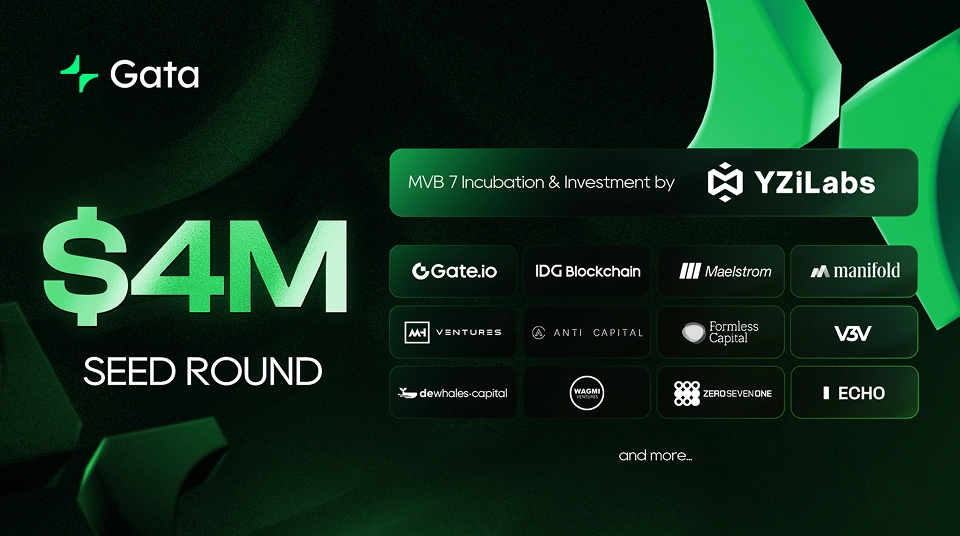 Gata
$4M
SEED ROUND
MVB 7 Incubation & Investment by YZiLabs
Gate.io
IDG Blockchain
Maelstrom
manifold
MH VENTURES
ANTI CAPITAL
Formless
Capital
V3V
dewhales-capital
WAGMI
VENTURES
ZEROSEVENONE
ECHO
and more...